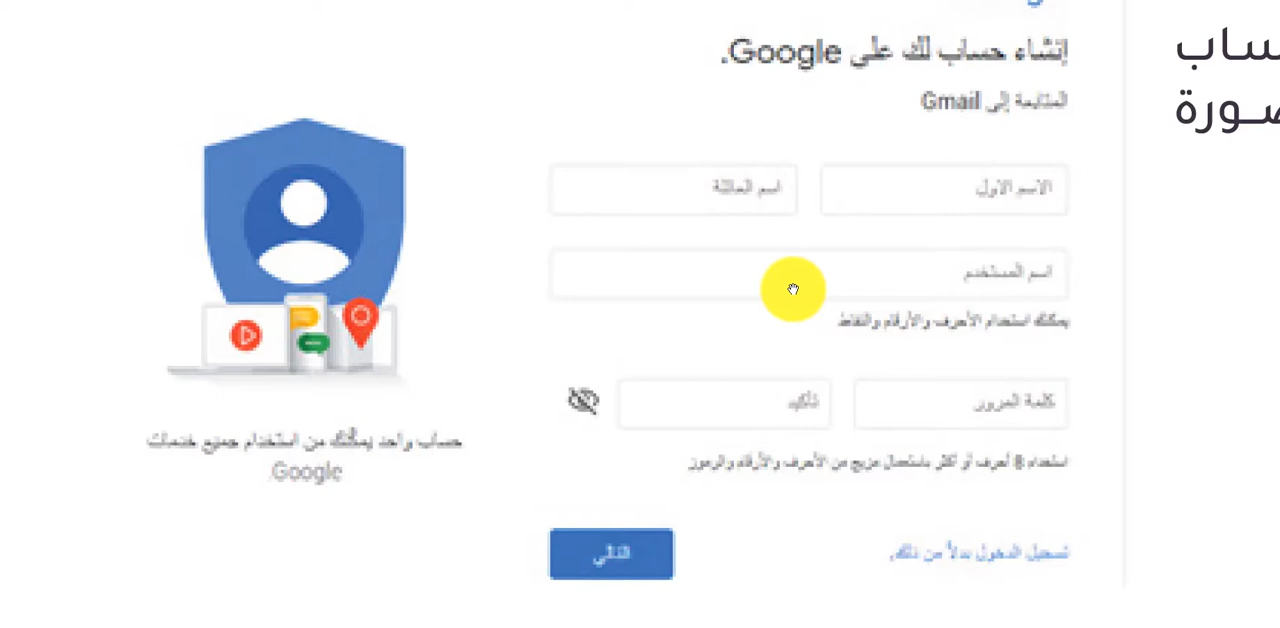 إنشاء حساب لك على Google.
المتابعة إلى Gmail
الاسم الأول
اسم العائلة
اسم المستخدم
يمكنك استخدام الأحرف والأرقام والنقاط
كلمة المرور
تأكيد
استخدام 8 أحرف أو أكثر باستعمال مزيج من الأحرف والأرقام والرموز
تسجيل الدخول بدلاً من ذلك.
التالي
حساب واحد يمكّنك من استخدام جميع خدمات
Google.